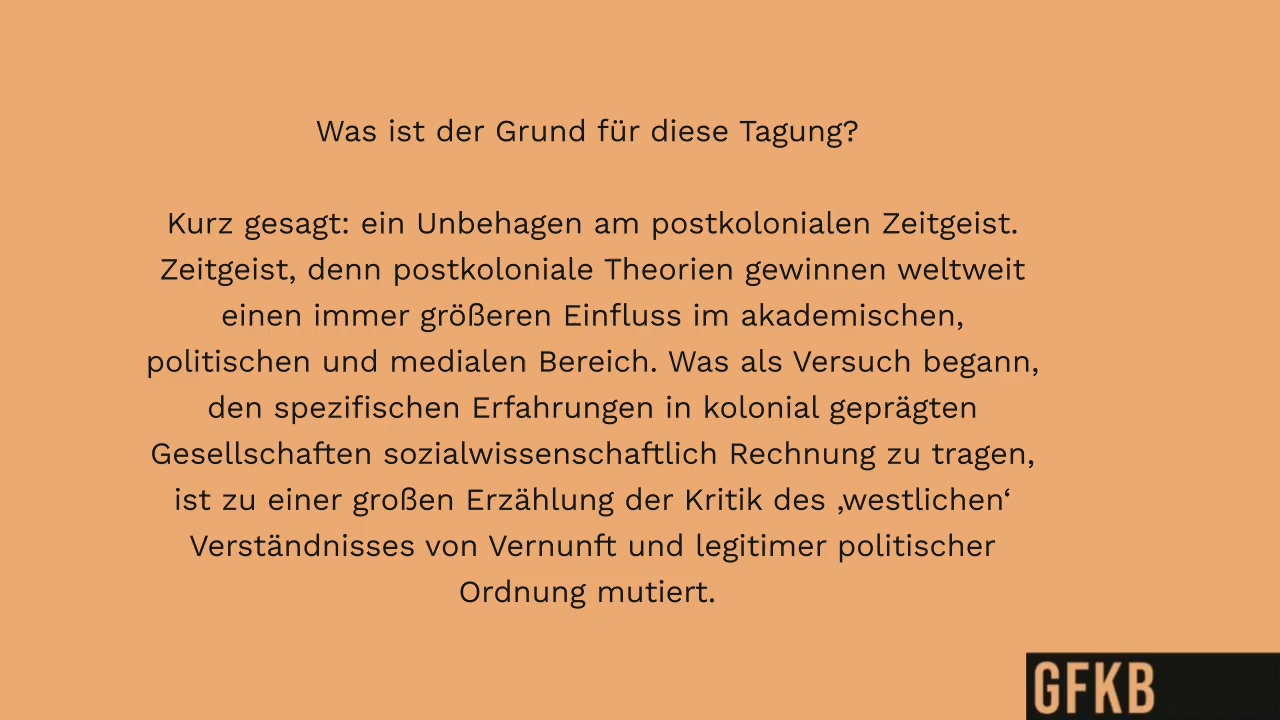 Was ist der Grund für diese Tagung?
Kurz gesagt: ein Unbehagen am postkolonialen Zeitgeist.
Zeitgeist, denn postkoloniale Theorien gewinnen weltweit
einen immer größeren Einfluss im akademischen,
politischen und medialen Bereich. Was als Versuch begann,
den spezifischen Erfahrungen in kolonial geprägten
Gesellschaften sozialwissenschaftlich Rechnung zu tragen,
ist zu einer großen Erzählung der Kritik des ‚westlichen‘
Verständnisses von Vernunft und legitimer politischer
Ordnung mutiert.
GFKB